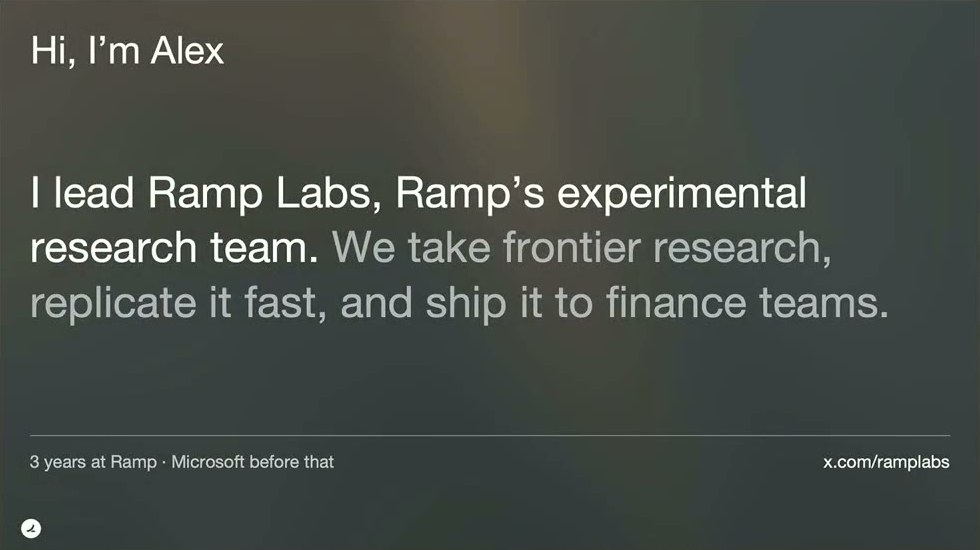 Hi, I’m Alex
I lead Ramp Labs, Ramp’s experimental
research team. We take frontier research,
replicate it fast, and ship it to finance teams.
3 years at Ramp · Microsoft before that
x.com/ramplabs